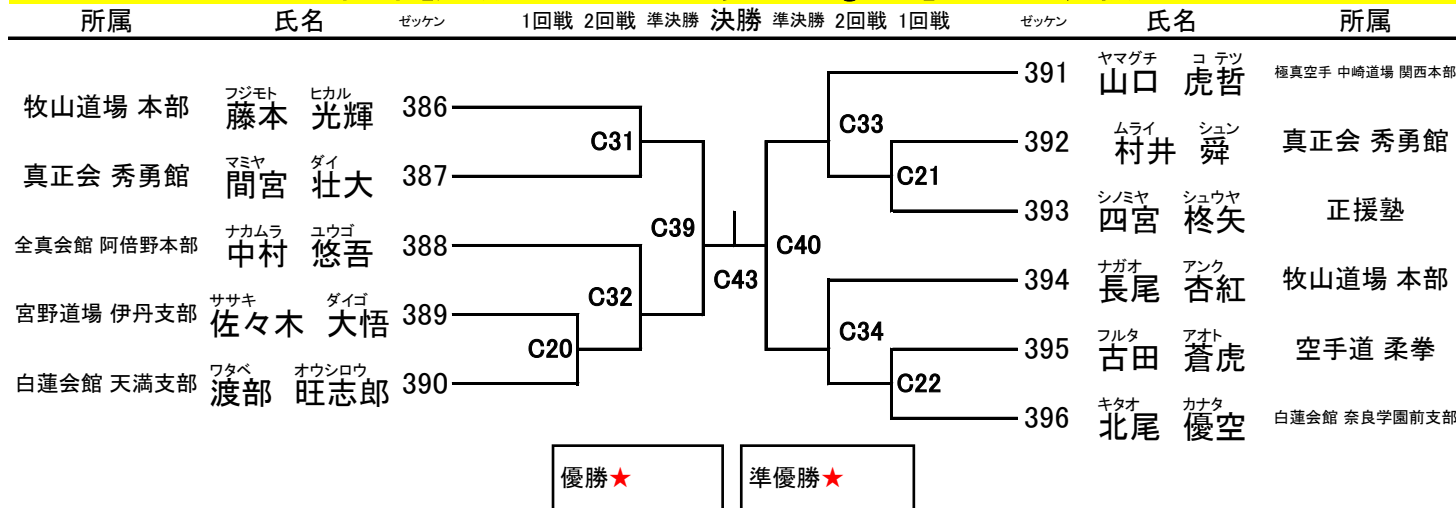 所属 氏名 ゼッケン 1回戦 2回戦 準決勝 決勝 準決勝 2回戦 1回戦 ゼッケン 氏名 所属
フジモト ヒカル
牧山道場 本部 藤本 光輝 386
マミヤ ダイ
真正会 秀勇館 間宮 壮大 387
ナカムラ ユウゴ
全真会館 阿倍野本部 中村 悠吾 388
ササキ ダイゴ
宮野道場 伊丹支部 佐々木 大悟 389
ワタベ オウシロウ
白蓮会館 天満支部 渡部 旺志郎 390
C31
C39
C32
C20
C43
C33
C21
C40
C34
C22
ヤマグチ コ テツ
391 山口 虎哲 極真空手 中崎道場 関西本部
ムライ シュン
392 村井 舜 真正会 秀勇館
シノミヤ シュウヤ
393 四宮 柊矢 正援塾
ナガオ アンク
394 長尾 杏紅 牧山道場 本部
フルタ アオト
395 古田 蒼虎 空手道 柔拳
キタオ カナタ
396 北尾 優空 白蓮会館 奈良学園前支部
優勝★ 準優勝★